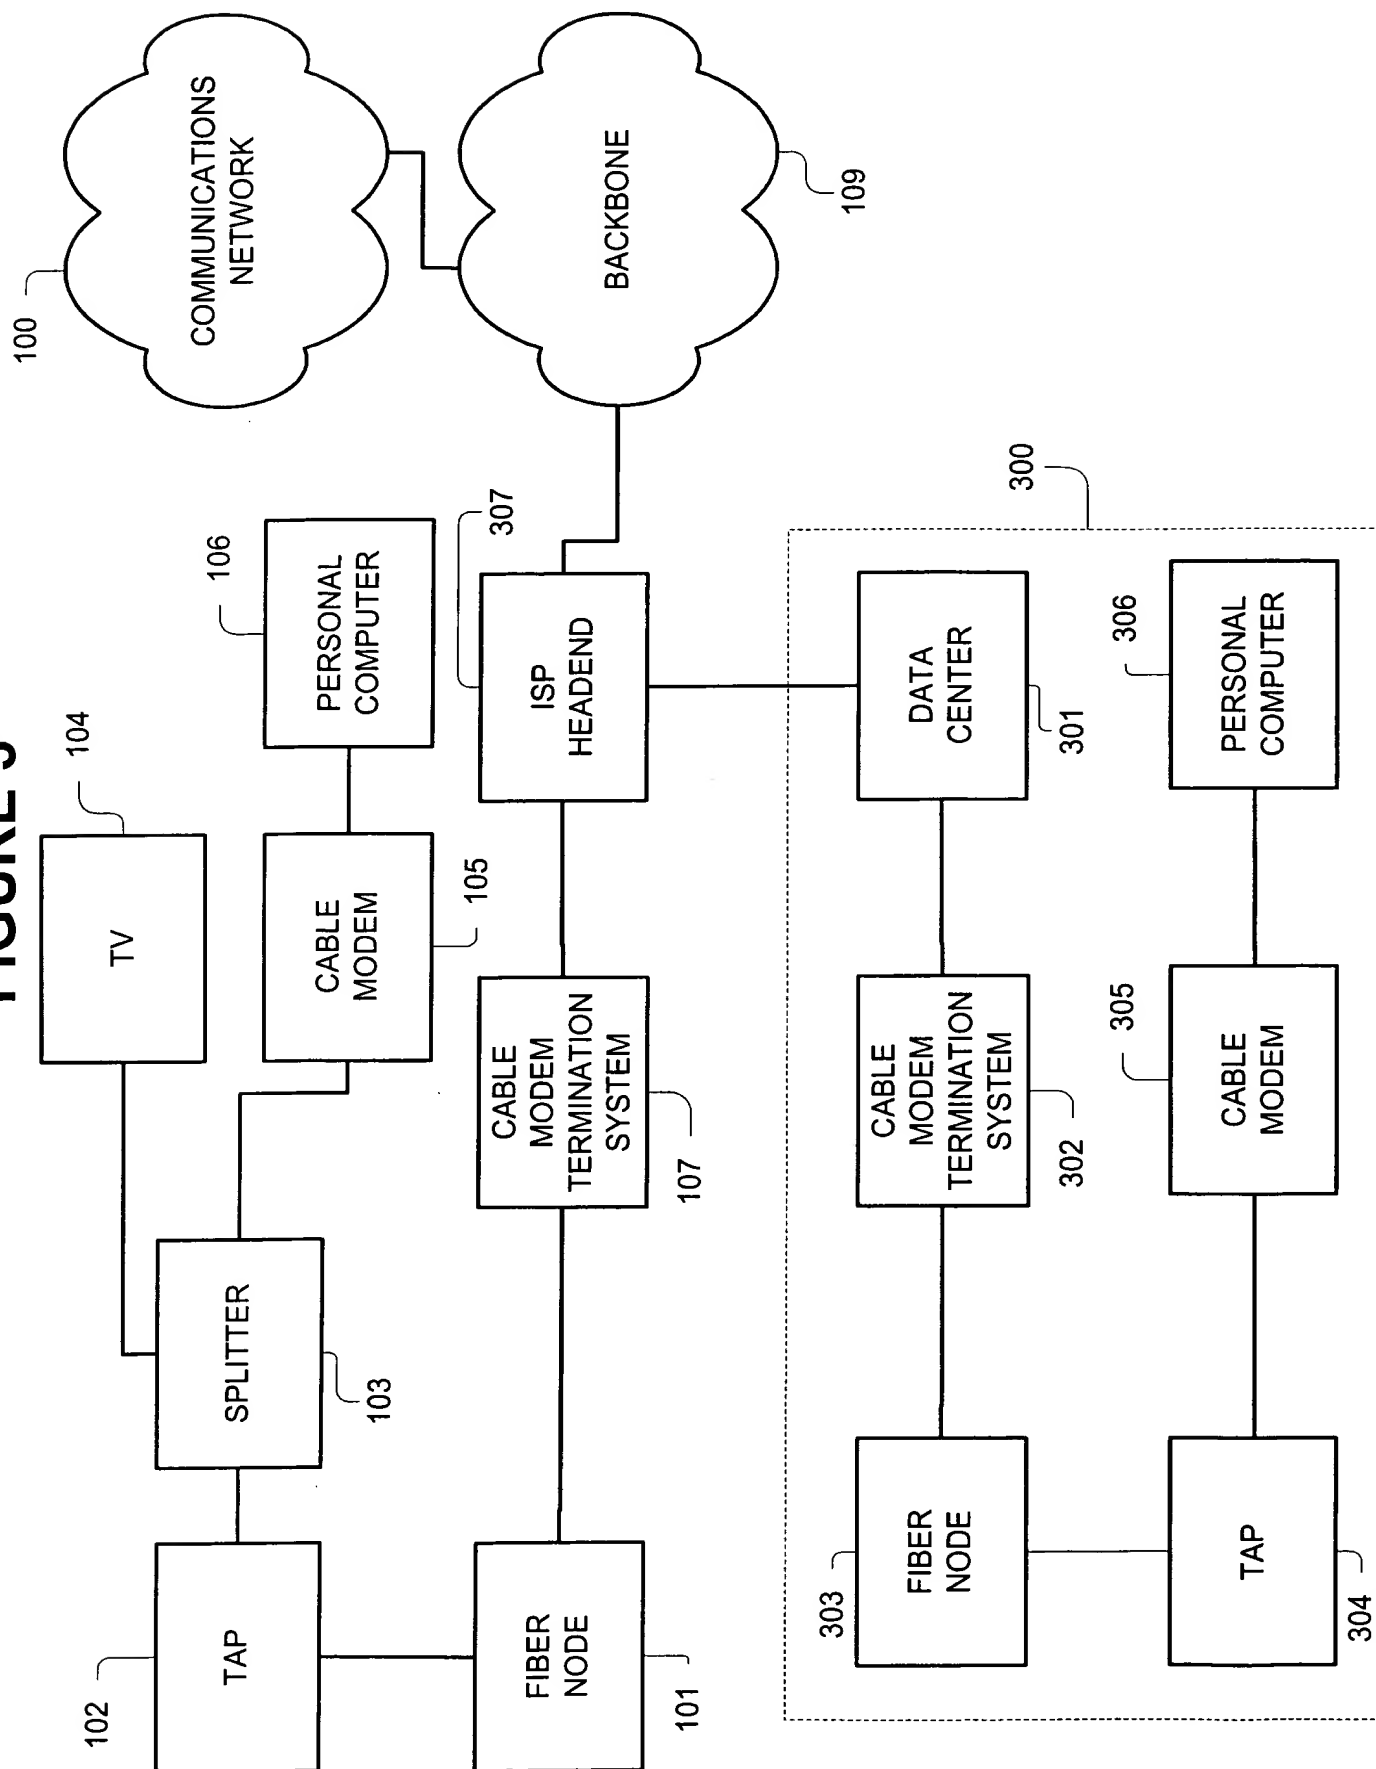 FIGURE
100
104
TV
102
TAP
SPLITTER
103
106
PERSONAL
COMPUTER
CABLE
MODEM
105
COMMUNICATIONS
NETWORK
101
FIBER
NODE
CABLE
MODEM
TERMINATION
SYSTEM
107
307
ISP
HEADEND
BACKBONE
109
300
303
FIBER
NODE
CABLE
MODEM
TERMINATION
SYSTEM
302
DATA
CENTER
301
304
TAP
305
CABLE
MODEM
306
PERSONAL
COMPUTER